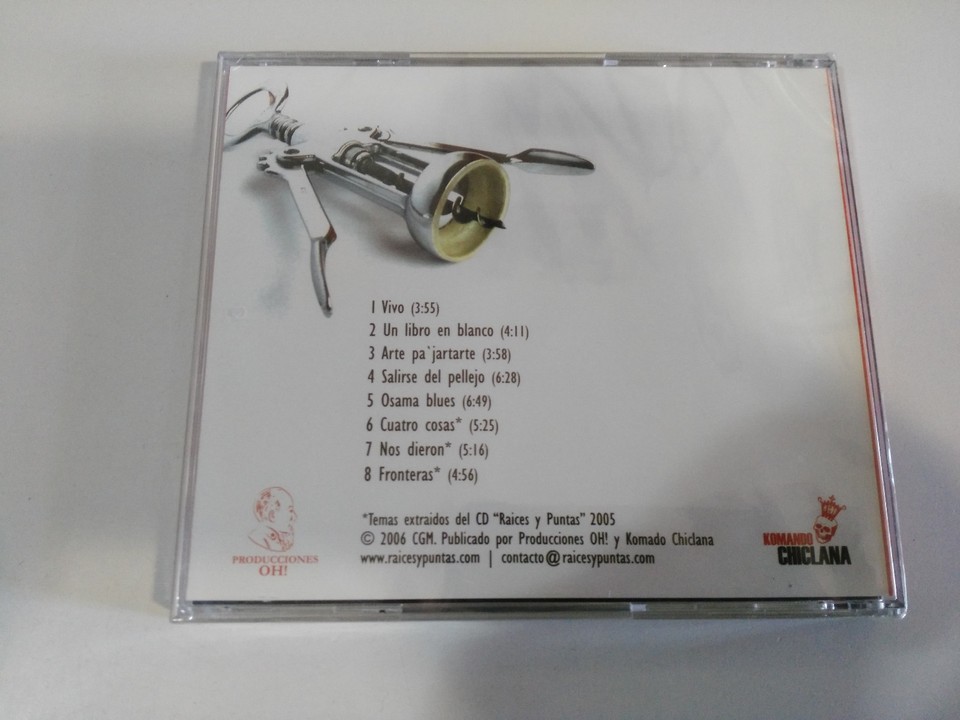 1 Vivo (3:55)
2 Un libro en blanco (4:11)
3 Arte pa`jartarte (3:58)
4 Salirse del pellejo (6:28)
5 Osama blues (6:49)
6 Cuatro cosas* (5:25)
7 Nos dieron* (5:16)
8 Fronteras* (4:56)
*Temas extraidos del CD "Raices y Puntas" 2005
© 2006 CGM. Publicado por Producciones OH! y Komado Chiclana
www.raicesypuntas.com | contacto@raicesypuntas.com
PRODUCCIONES
OH!
KOMANDO
CHICLANA